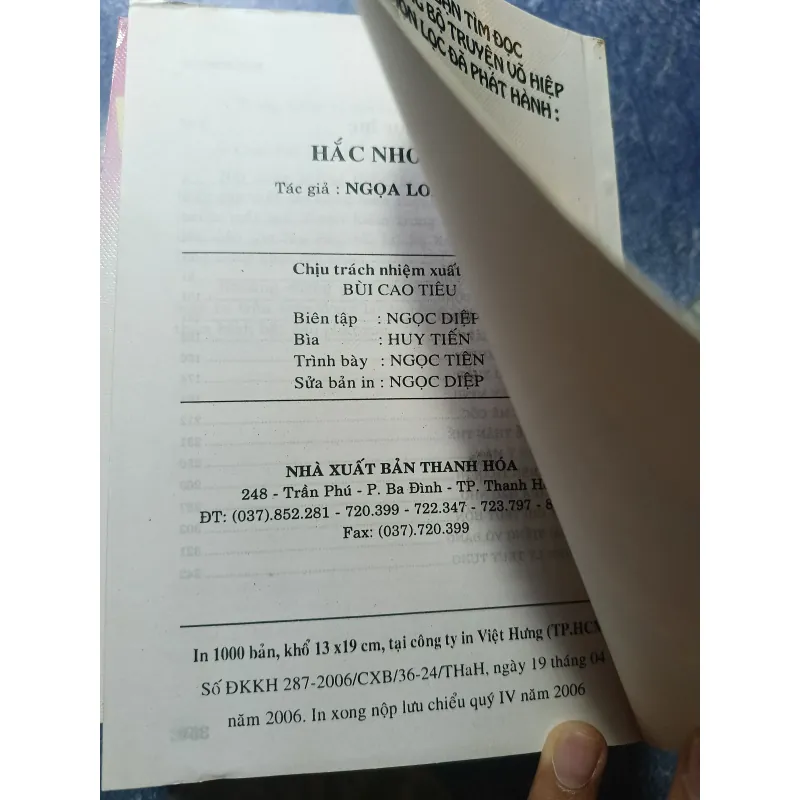 TÌM ĐỌC
BỘ TRUYỆN VÕ HIỆP
LỌC ĐÃ PHÁT HÀNH :
HẮC NHO
Tác giả : NGỌA LO
Chịu trách nhiệm xuất
BÙI CAO TIÊU
Biên tập : NGỌC DIỆP
Bìa : HUY TIẾN
Trình bày : NGỌC TIÊN
Sửa bản in : NGỌC DIỆP
NHÀ XUẤT BẢN THANH HÓA
248 - Trần Phú - P. Ba Đình - TP. Thanh H
ĐT: (037).852.281 - 720.399 - 722.347 - 723.797 - 8
Fax: (037).720.399
In 1000 bản, khổ 13 x19 cm, tại công ty in Việt Hưng (TP.HC
Số ĐKKH 287-2006/CXB/36-24/THaH, ngày 19 tháng 04
năm 2006. In xong nộp lưu chiểu quý IV năm 2006